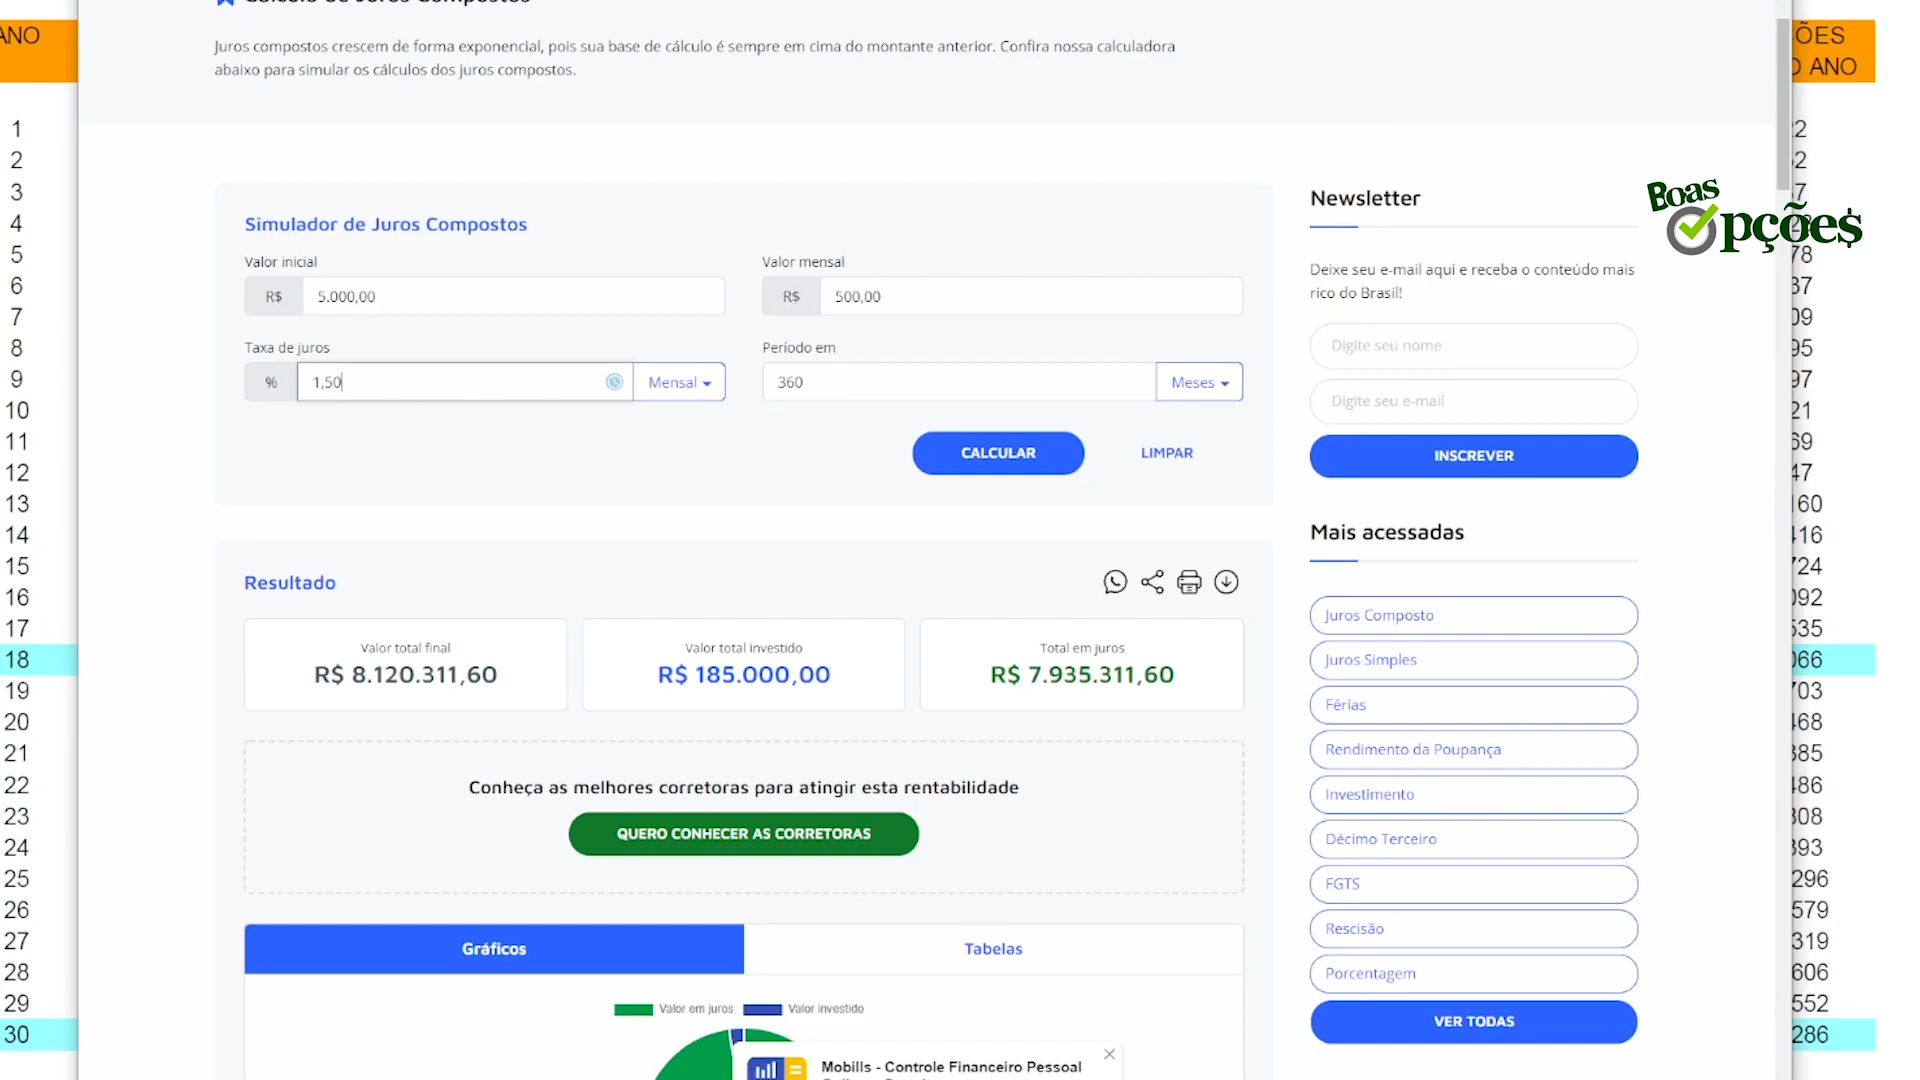 Cálculo de Juros Compostos
Juros compostos crescem de forma exponencial, pois sua base de cálculo é sempre em cima do montante anterior. Confira nossa calculadora
abaixo para simular os cálculos dos juros compostos.
ANO
1
2
3
4
5
6
7
8
9
10
11
12
13
14
15
16
17
18
19
20
21
22
23
24
25
26
27
28
29
30
Simulador de Juros Compostos
Valor inicial
R$ 5.000,00
Valor mensal
R$ 500,00
Taxa de juros
% 1,50 Mensal
Período em
360 Meses
CALCULAR LIMPAR
Resultado
Valor total final
R$ 8.120.311,60
Valor total investido
R$ 185.000,00
Total em juros
R$ 7.935.311,60
Conheça as melhores corretoras para atingir esta rentabilidade
QUERO CONHECER AS CORRETORAS
Gráficos Tabelas
Valor em juros Valor investido
Mobills - Controle Financeiro Pessoal
Newsletter
Deixe seu e-mail aqui e receba o conteúdo mais
rico do Brasil!
Digite seu nome
Digite seu e-mail
INSCREVER
Mais acessadas
Juros Composto
Juros Simples
Férias
Rendimento da Poupança
Investimento
Décimo Terceiro
FGTS
Rescisão
Porcentagem
VER TODAS
Boas
Opções
ÕES
O ANO